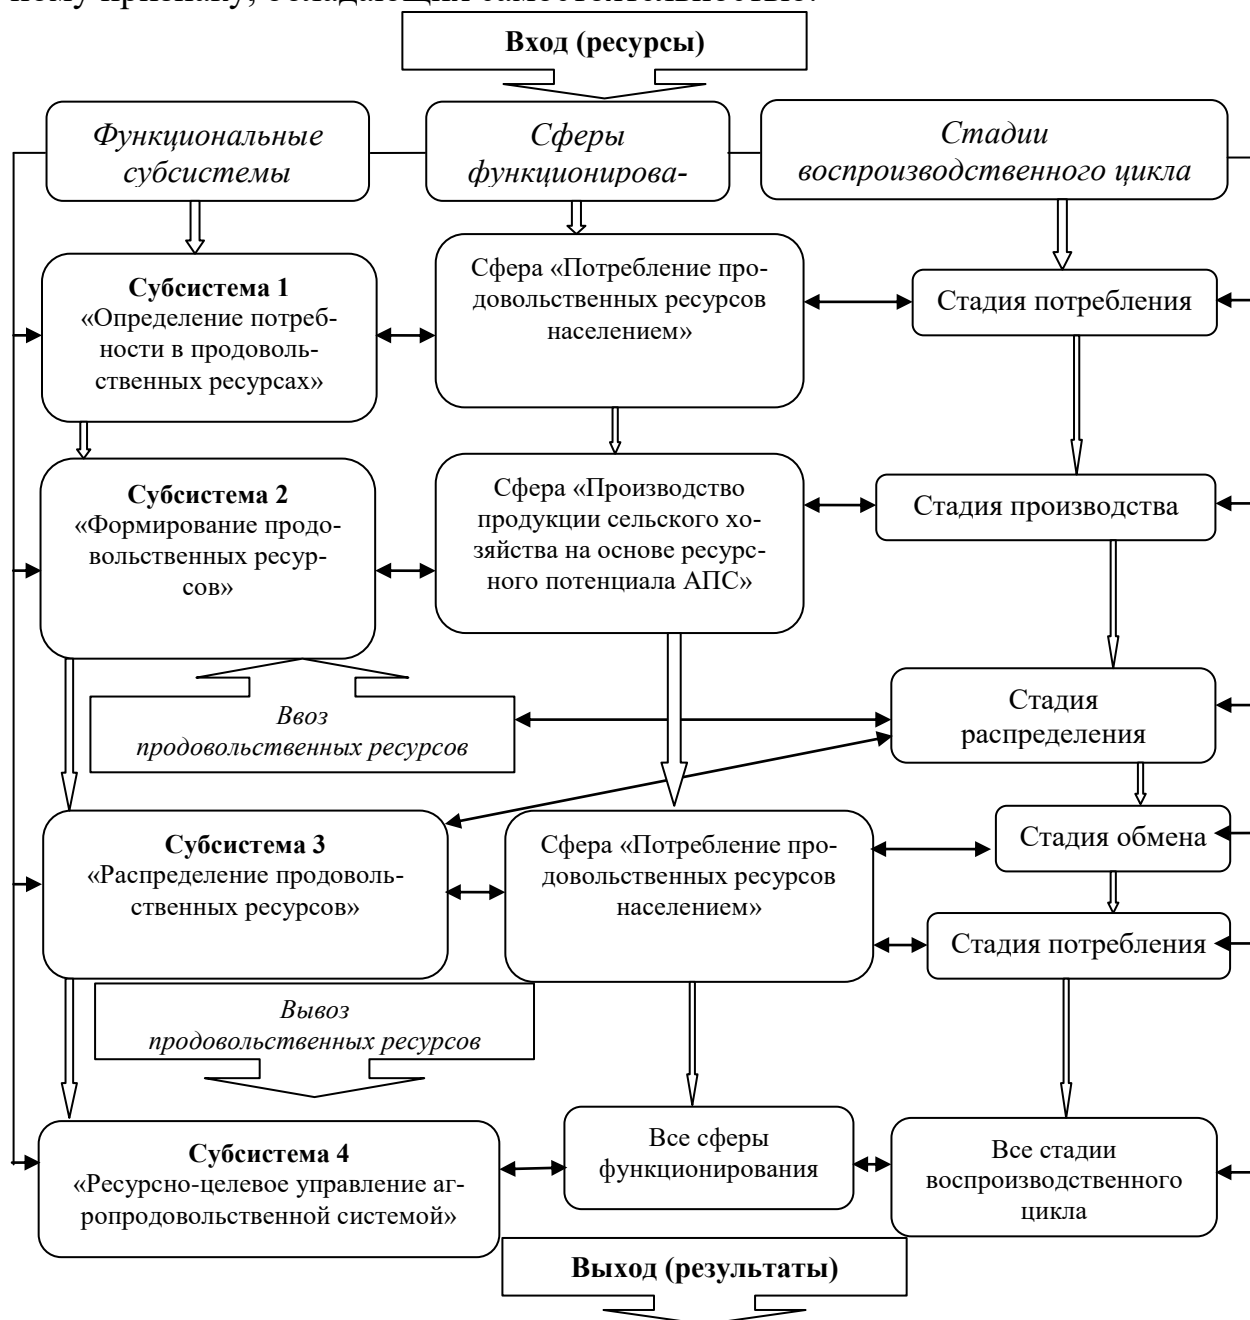 ному признаку, обладающих самостоятельностью.
Вход (ресурсы)
Функциональные
субсистемы
Сферы
функционирова-
Стадии
воспроизводственного цикла
Субсистема 1
«Определение потреб-
ности в продоволь-
ственных ресурсах»
Сфера «Потребление про-
довольственных ресурсов
населением»
Стадия потребления
Субсистема 2
«Формирование продо-
вольственных ресур-
сов»
Сфера «Производство
продукции сельского хо-
зяйства на основе ресурс-
ного потенциала АПС»
Стадия производства
Ввоз
продовольственных ресурсов
Стадия
распределения
Субсистема 3
«Распределение продоволь-
ственных ресурсов»
Сфера «Потребление про-
довольственных ресурсов
населением»
Стадия обмена
Стадия потребления
Вывоз
продовольственных ресурсов
Субсистема 4
«Ресурсно-целевое управление аг-
ропродовольственной системой»
Все сферы
функционирования
Все стадии
воспроизводственного
цикла
Выход (результаты)